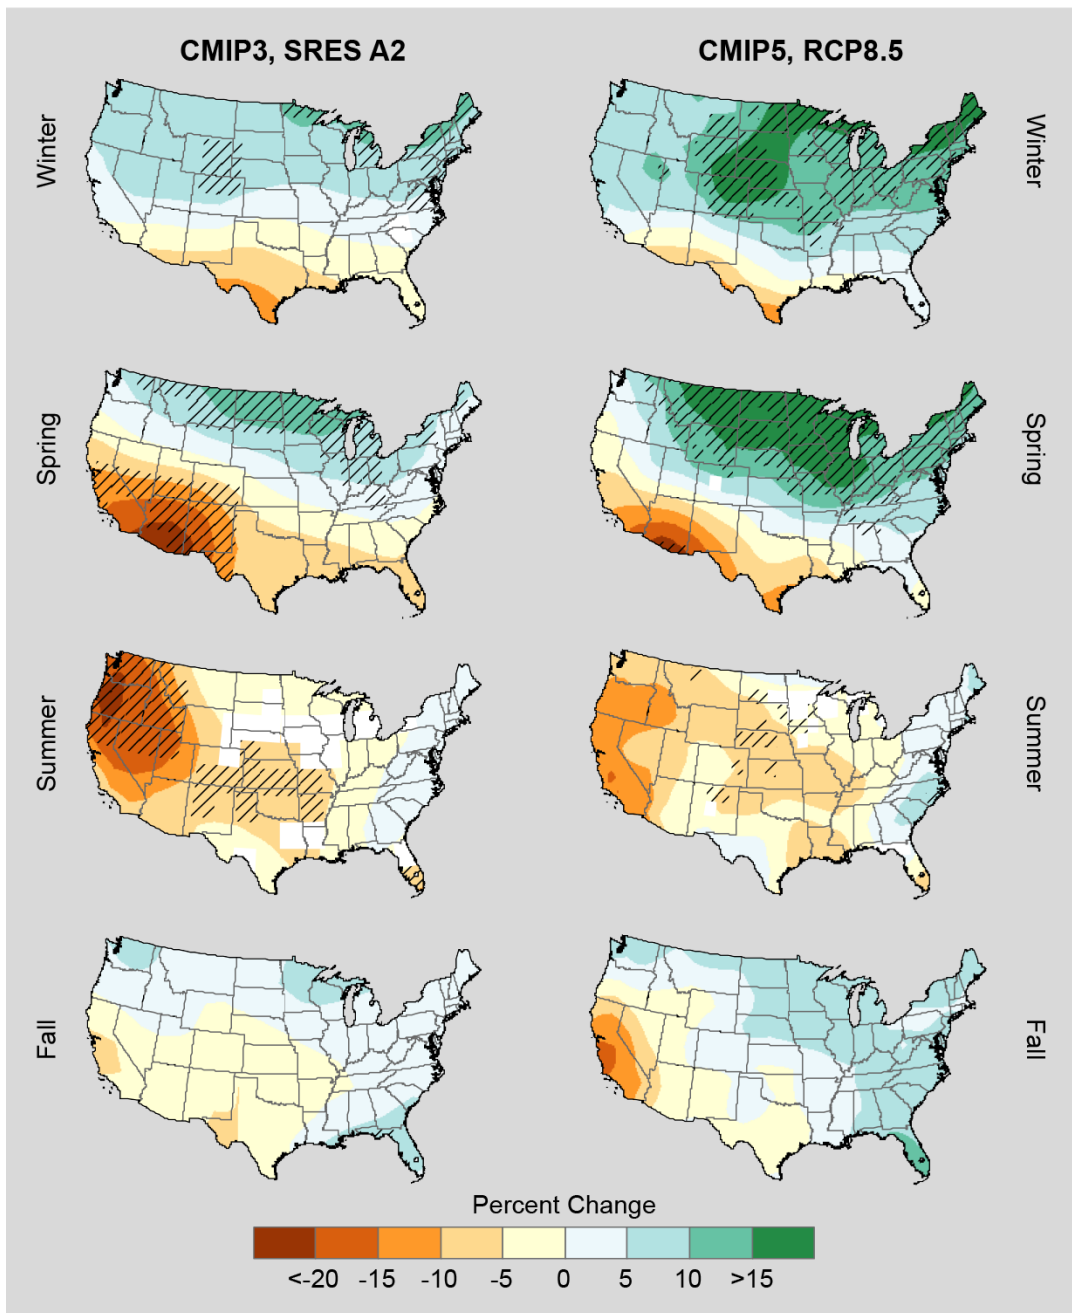 CMIP3, SRES A2
CMIP5, RCP8.5
Winter
Winter
Spring
Spring
Summer
Summer
Fall
Fall
Percent Change
<-20 -15 -10 -5 0 5 10 >15